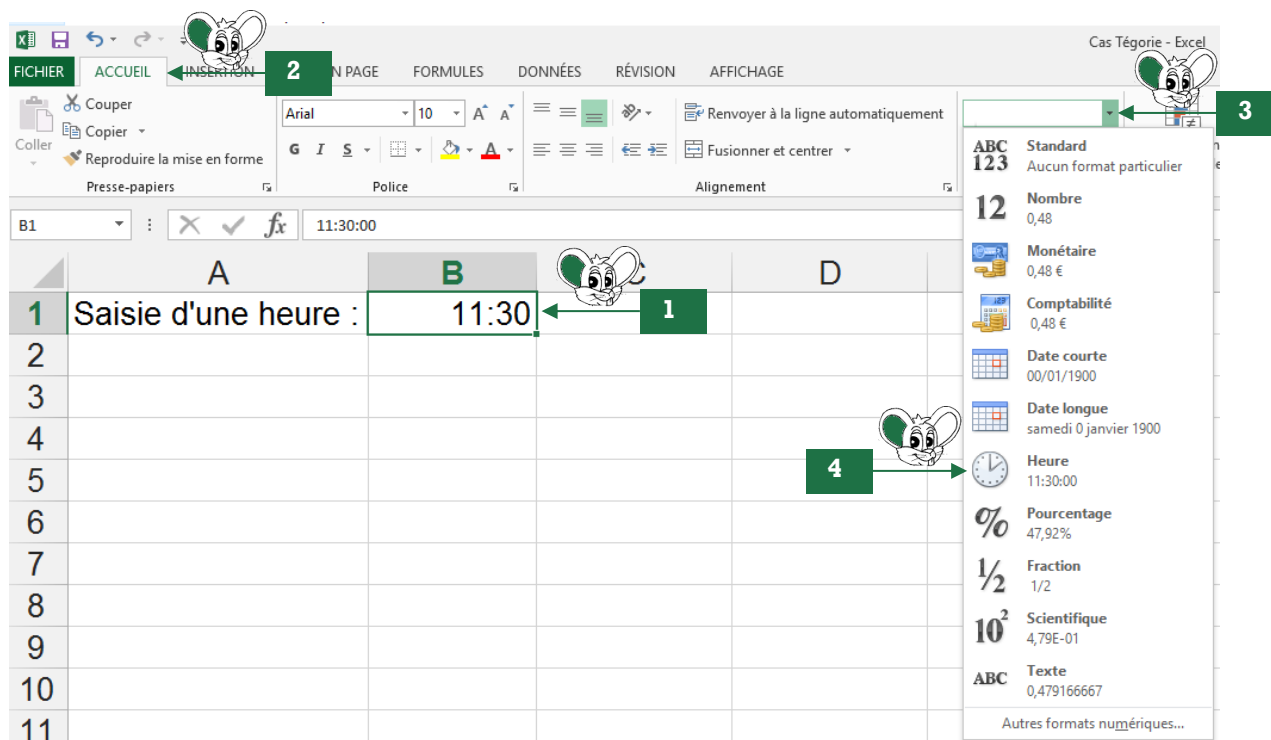 Cas Tégorie - Excel
FICHIER ACCUEIL INSERTION 2 N PAGE FORMULES DONNÉES RÉVISION AFFICHAGE
3
Coller
Couper
Copier
Reproduire la mise en forme
Presse-papiers
Arial 10 A A
G I S A
Police
Renvoyer à la ligne automatiquement
Fusionner et centrer
Alignement
B1 fx 11:30:00
A B C D
1 Saisie d'une heure : 11:30 1
2
3
4
5
6
7
8
9
10
11
4
ABC 123 Standard
Aucun format particulier
12 Nombre
0,48
Monétaire
0,48 €
Comptabilité
0,48 €
Date courte
00/01/1900
Date longue
samedi 0 janvier 1900
Heure
11:30:00
% Pourcentage
47,92%
1/2 Fraction
1/2
10² Scientifique
4,79E-01
ABC Texte
0,479166667
Autres formats numériques...